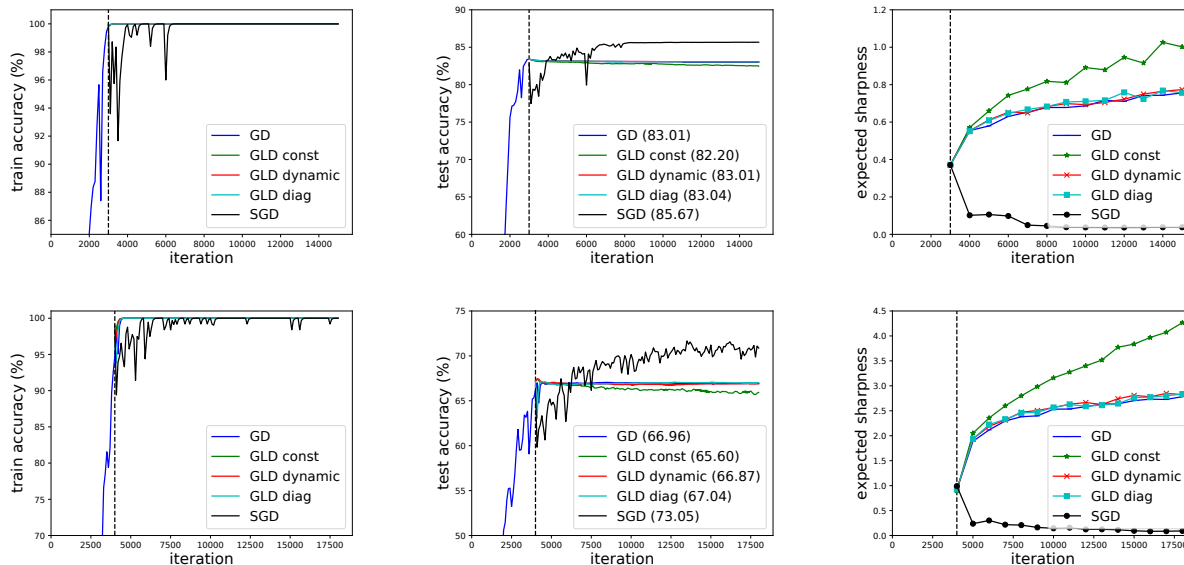 100
98
96
94
92
90
88
86
train accuracy (%)
GD
GLD const
GLD dynamic
GLD diag
SGD
0 2000 4000 6000 8000 10000 12000 14000
iteration
90
85
80
75
70
65
60
test accuracy (%)
GD (83.01)
GLD const (82.20)
GLD dynamic (83.01)
GLD diag (83.04)
SGD (85.67)
0 2000 4000 6000 8000 10000 12000 14000
iteration
1.2
1.0
0.8
0.6
0.4
0.2
0.0
expected sharpness
GD
GLD const
GLD dynamic
GLD diag
SGD
0 2000 4000 6000 8000 10000 12000 14000
iteration
100
95
90
85
80
75
70
train accuracy (%)
GD
GLD const
GLD dynamic
GLD diag
SGD
0 2500 5000 7500 10000 12500 15000 17500
iteration
75
70
65
60
55
50
test accuracy (%)
GD (66.96)
GLD const (65.60)
GLD dynamic (66.87)
GLD diag (67.04)
SGD (73.05)
0 2500 5000 7500 10000 12500 15000 17500
iteration
4.5
4.0
3.5
3.0
2.5
2.0
1.5
1.0
0.5
0.0
expected sharpness
GD
GLD const
GLD dynamic
GLD diag
SGD
0 2500 5000 7500 10000 12500 15000
iteration